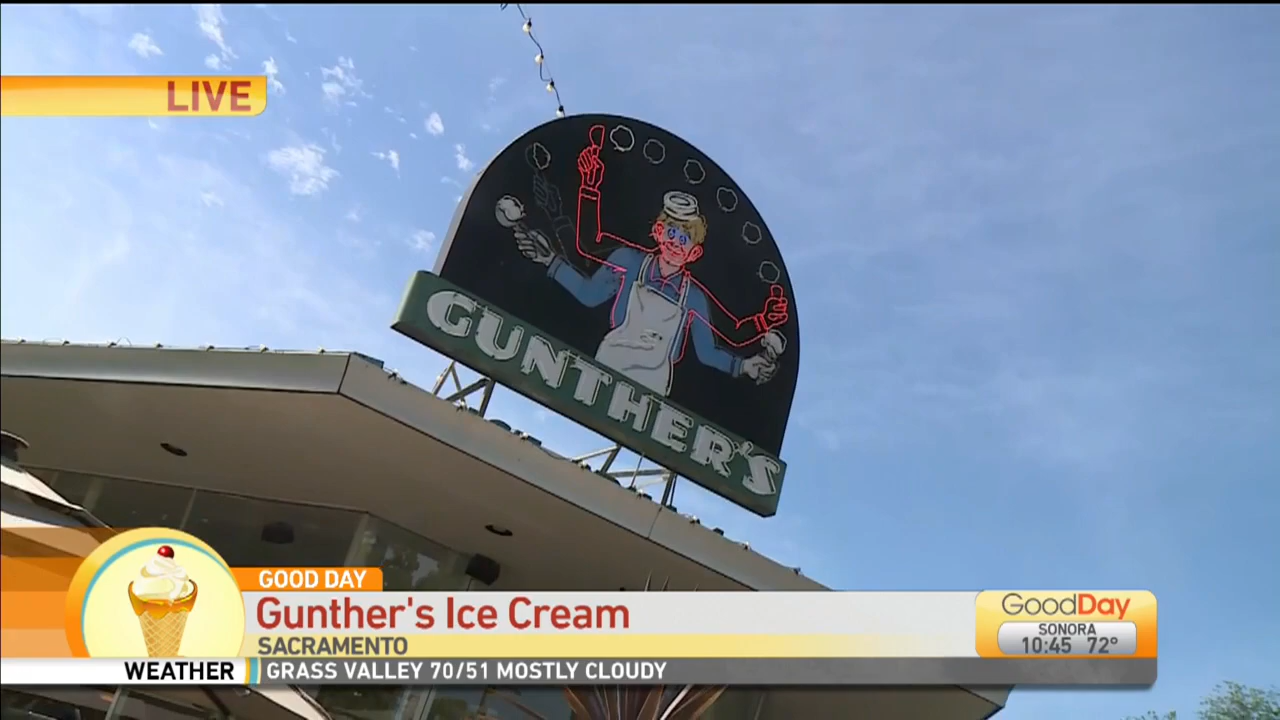 LIVE
GUNTHER'S
GOOD DAY
Gunther's Ice Cream
SACRAMENTO
GoodDay
SONORA
10:45 72°
WEATHER
GRASS VALLEY 70/51 MOSTLY CLOUDY